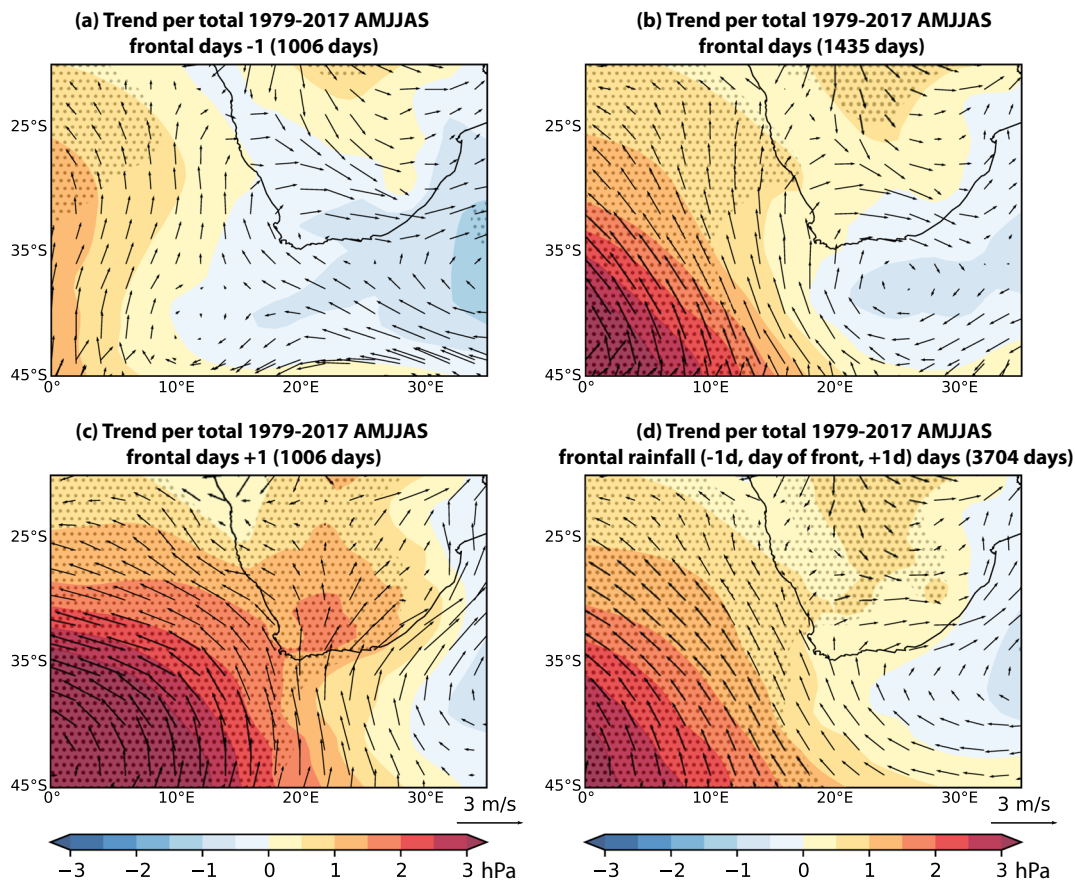 (a) Trend per total 1979-2017 AMJJAS
frontal days -1 (1006 days)
25°S
35°S
45°S
0°
10°E
20°E
30°E
(b) Trend per total 1979-2017 AMJJAS
frontal days (1435 days)
25°S
35°S
45°S
0°
10°E
20°E
30°E
(c) Trend per total 1979-2017 AMJJAS
frontal days +1 (1006 days)
25°S
35°S
45°S
0°
10°E
20°E
30°E
3 m/s
−3 −2 −1 0 1 2 3 hPa
(d) Trend per total 1979-2017 AMJJAS
frontal rainfall (-1d, day of front, +1d) days (3704 days)
25°S
35°S
45°S
0°
10°E
20°E
30°E
3 m/s
−3 −2 −1 0 1 2 3 hPa